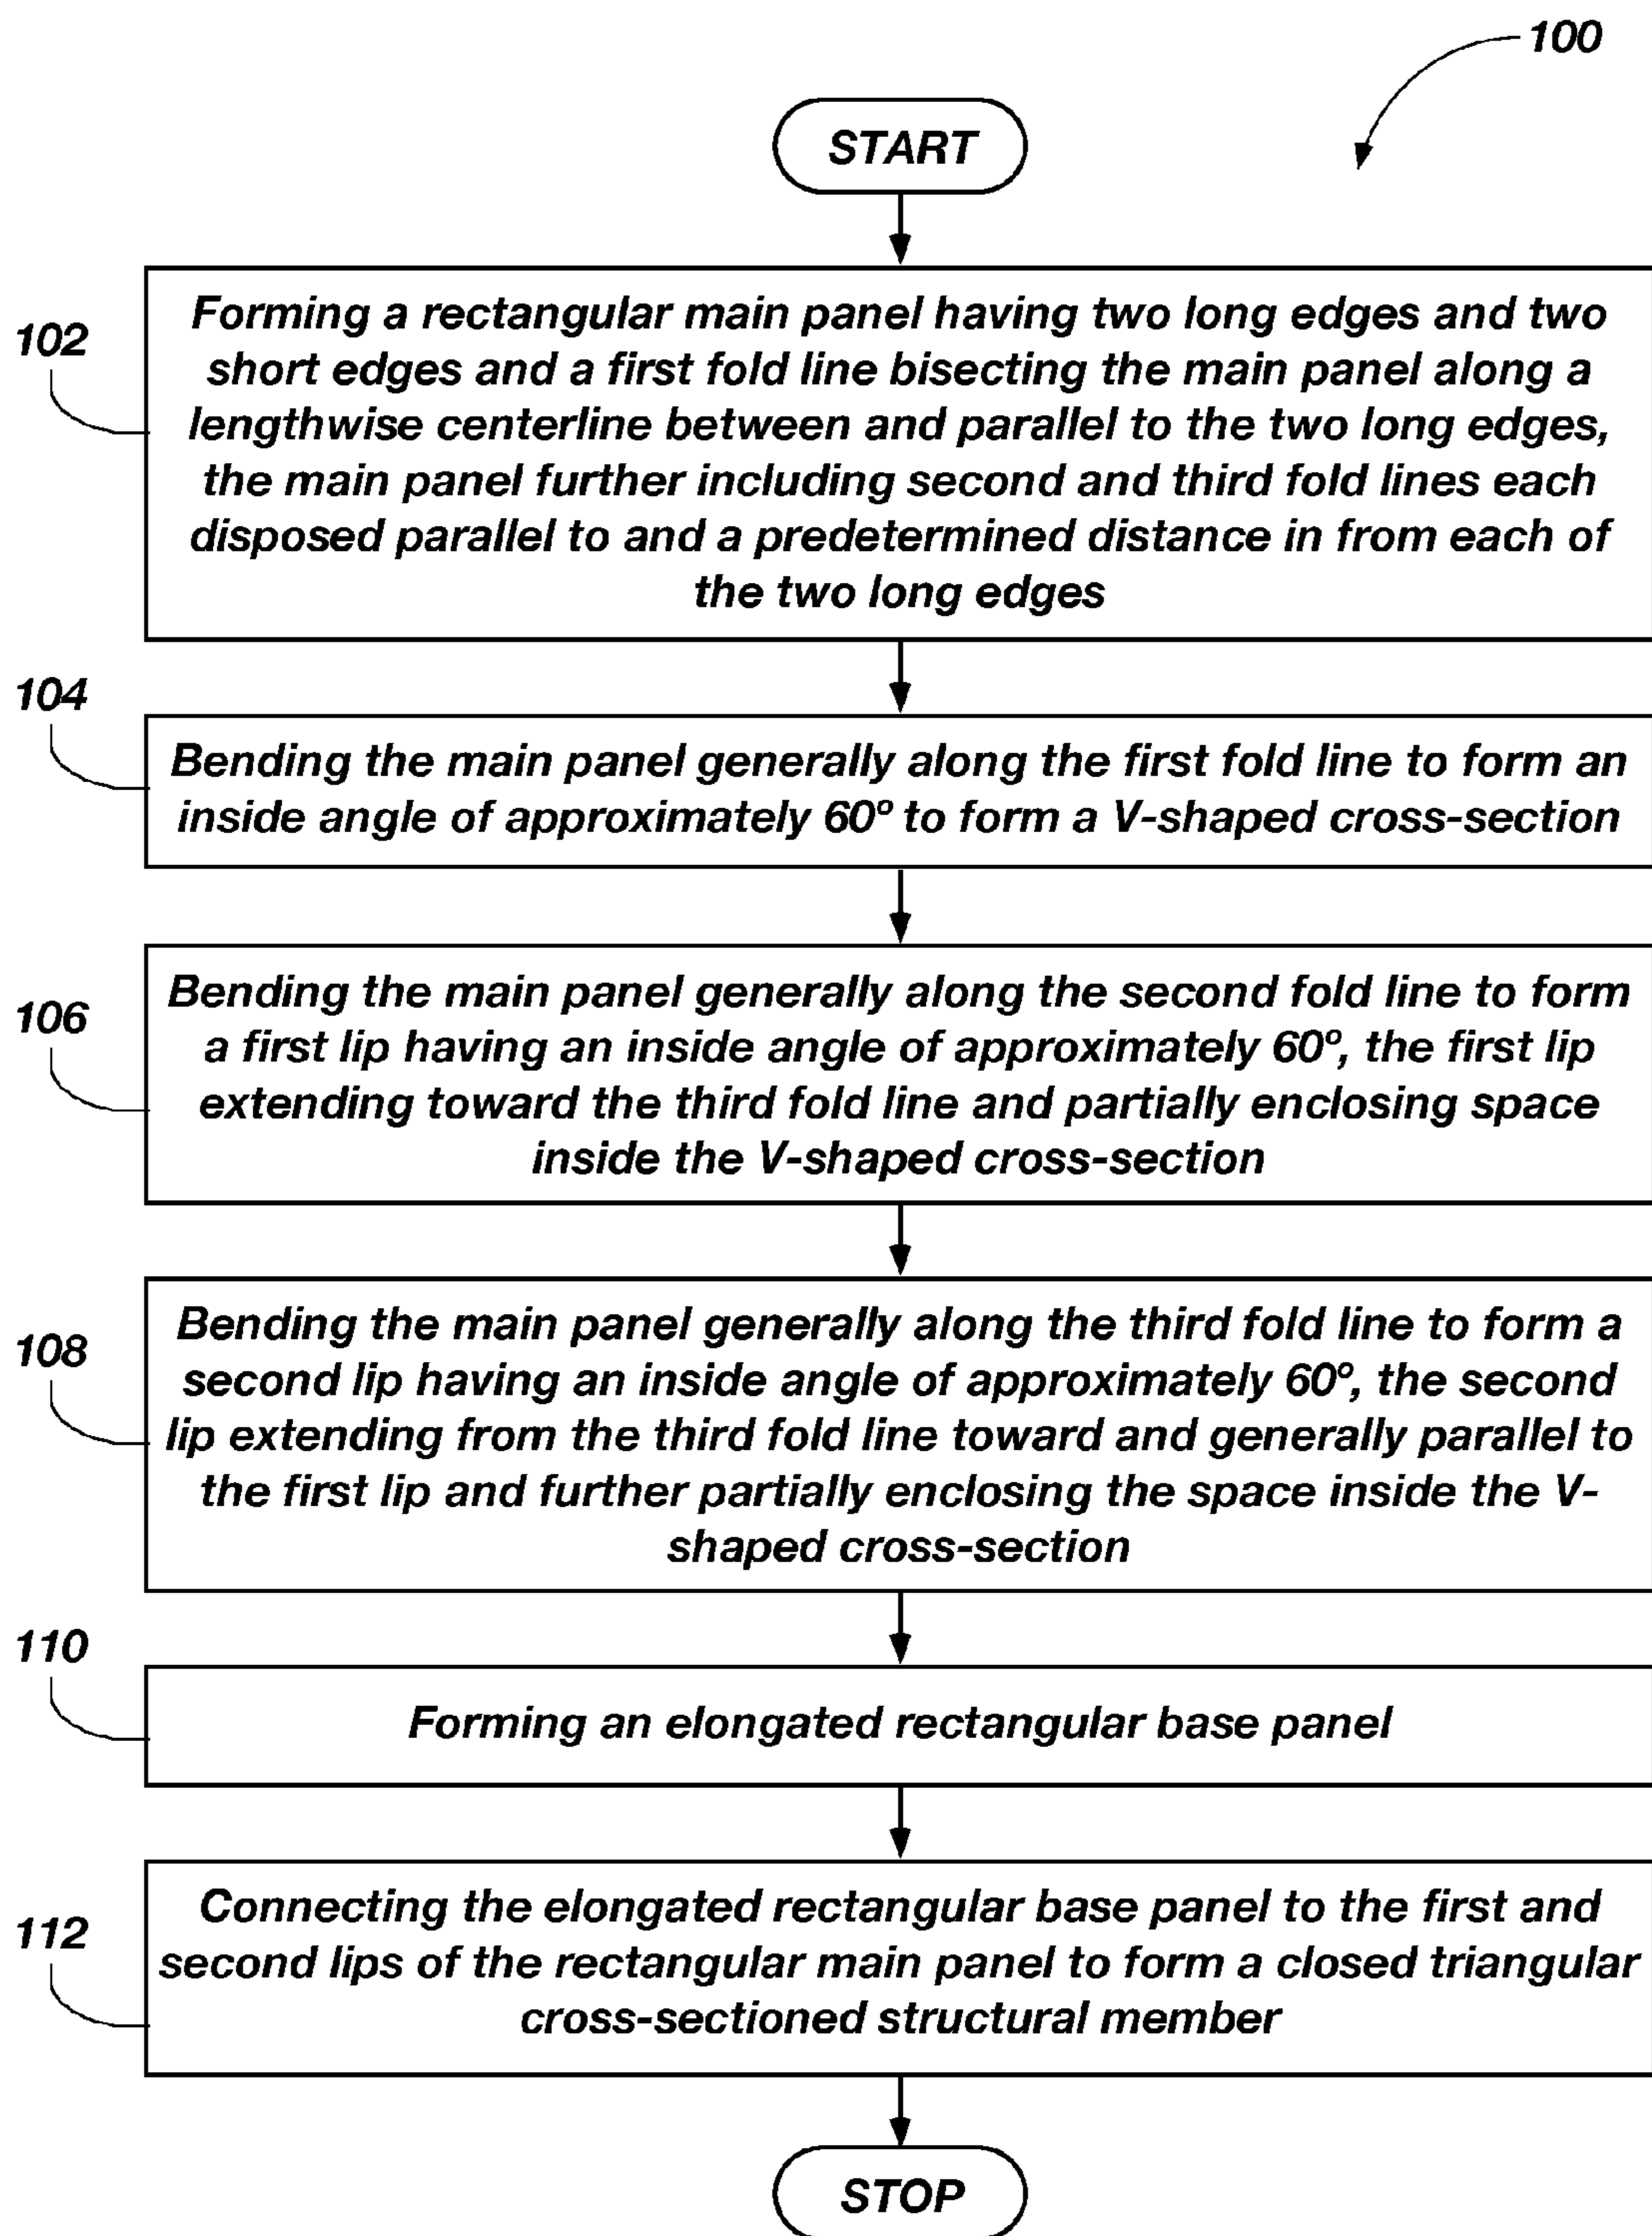 100
START
102
Forming a rectangular main panel having two long edges and two
short edges and a first fold line bisecting the main panel along a
lengthwise centerline between and parallel to the two long edges,
the main panel further including second and third fold lines each
disposed parallel to and a predetermined distance in from each of
the two long edges
104
Bending the main panel generally along the first fold line to form an
inside angle of approximately 60º to form a V-shaped cross-section
106
Bending the main panel generally along the second fold line to form
a first lip having an inside angle of approximately 60º, the first lip
extending toward the third fold line and partially enclosing space
inside the V-shaped cross-section
108
Bending the main panel generally along the third fold line to form a
second lip having an inside angle of approximately 60º, the second
lip extending from the third fold line toward and generally parallel to
the first lip and further partially enclosing the space inside the V-
shaped cross-section
110
Forming an elongated rectangular base panel
112
Connecting the elongated rectangular base panel to the first and
second lips of the rectangular main panel to form a closed triangular
cross-sectioned structural member
STOP